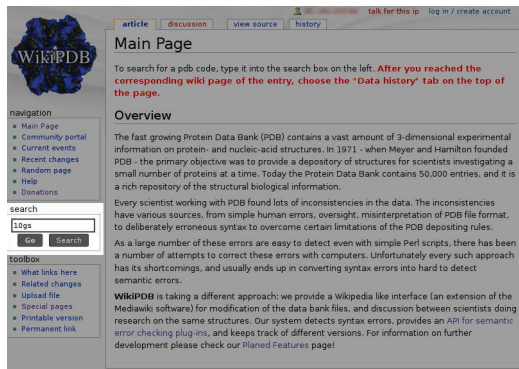 talk for this ip log in / create account
article discussion view source history
WikiPDB
Main Page
To search for a pdb code, type it into the search box on the left. After you reached the
corresponding wiki page of the entry, choose the "Data history" tab on the top of
the page.
navigation
Main Page
Community portal
Current events
Recent changes
Random page
Help
Donations
search
10gs
Go Search
toolbox
What links here
Related changes
Upload file
Special pages
Printable version
Permanent link
Overview
The fast growing Protein Data Bank (PDB) contains a vast amount of 3-dimensional experimental
information on protein- and nucleic-acid structures. In 1971 - when Meyer and Hamilton founded
PDB - the primary objective was to provide a depository of structures for scientists investigating a
small number of proteins at a time. Today the Protein Data Bank contains 50,000 entries, and it is
a rich repository of the structural biological information.
Every scientist working with PDB found lots of inconsistencies in the data. The inconsistencies
have various sources, from simple human errors, oversight, misinterpretation of PDB file format,
to deliberately erroneous syntax to overcome certain limitations of the PDB depositing rules.
As a large number of these errors are easy to detect even with simple Perl scripts, there has been
a number of attempts to correct these errors with computers. Unfortunately every such approach
has its shortcomings, and usually ends up in converting syntax errors into hard to detect
semantic errors.
WikiPDB is taking a different approach: we provide a Wikipedia like interface (an extension of the
Mediawiki software) for modification of the data bank files, and discussion between scientists doing
research on the same structures. Our system detects syntax errors, provides an API for semantic
error checking plug-ins, and keeps track of different versions. For information on further
development please check our Planed Features page!